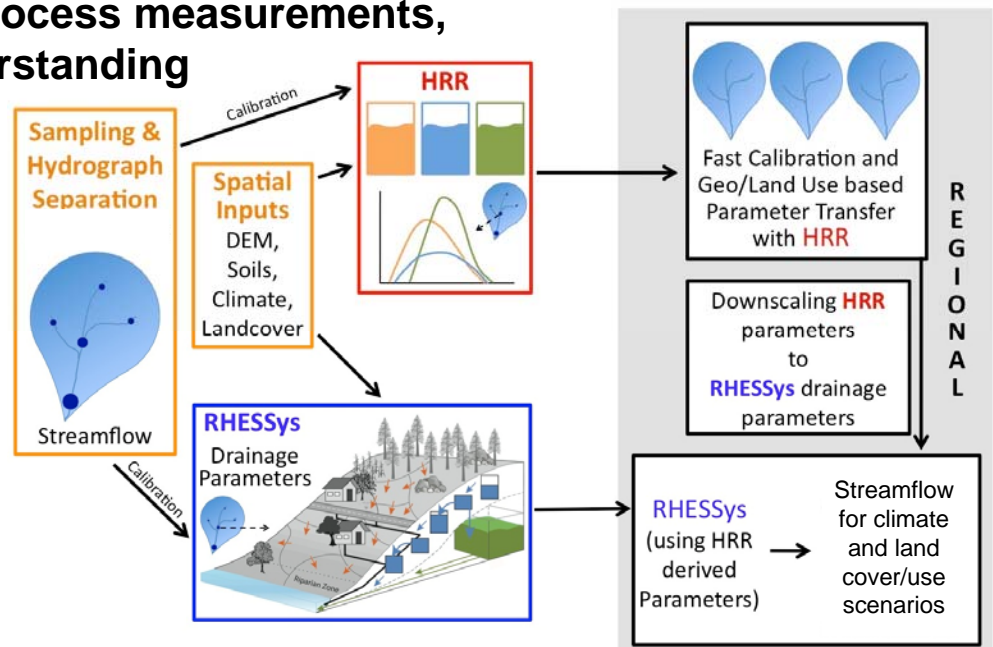 ocess measurements,
rstanding
Sampling &
Hydrograph
Separation
Streamflow
Calibration
Calibration
Spatial
Inputs
DEM,
Soils,
Climate,
Landcover
HRR
RHESSys
Drainage
Parameters
Riparian Zone
Fast Calibration and
Geo/Land Use based
Parameter Transfer
with HRR
Downscaling HRR
parameters
to
RHESSys drainage
parameters
RHESSys
(using HRR
derived
Parameters)
Streamflow
for climate
and land
cover/use
scenarios
REGIONAL